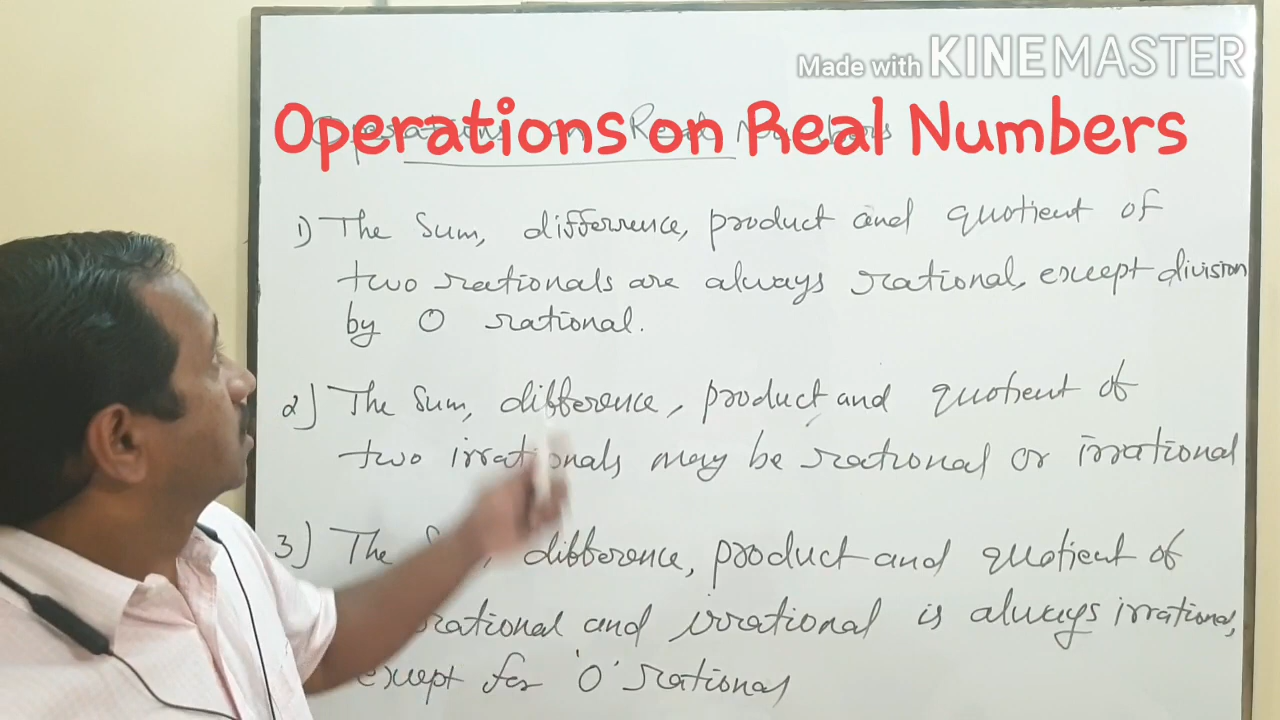 Made with KINEMASTER
Operations on Real Numbers
1) The Sum, difference, product and quotient of
two rationals are always rational, except division
by 0 rational.
2) The Sum, difference, product and quotient of
two irrationals may be rational or irrational
3) The difference, product and quotient of
rational and irrational is always irrational,
except for '0' rational